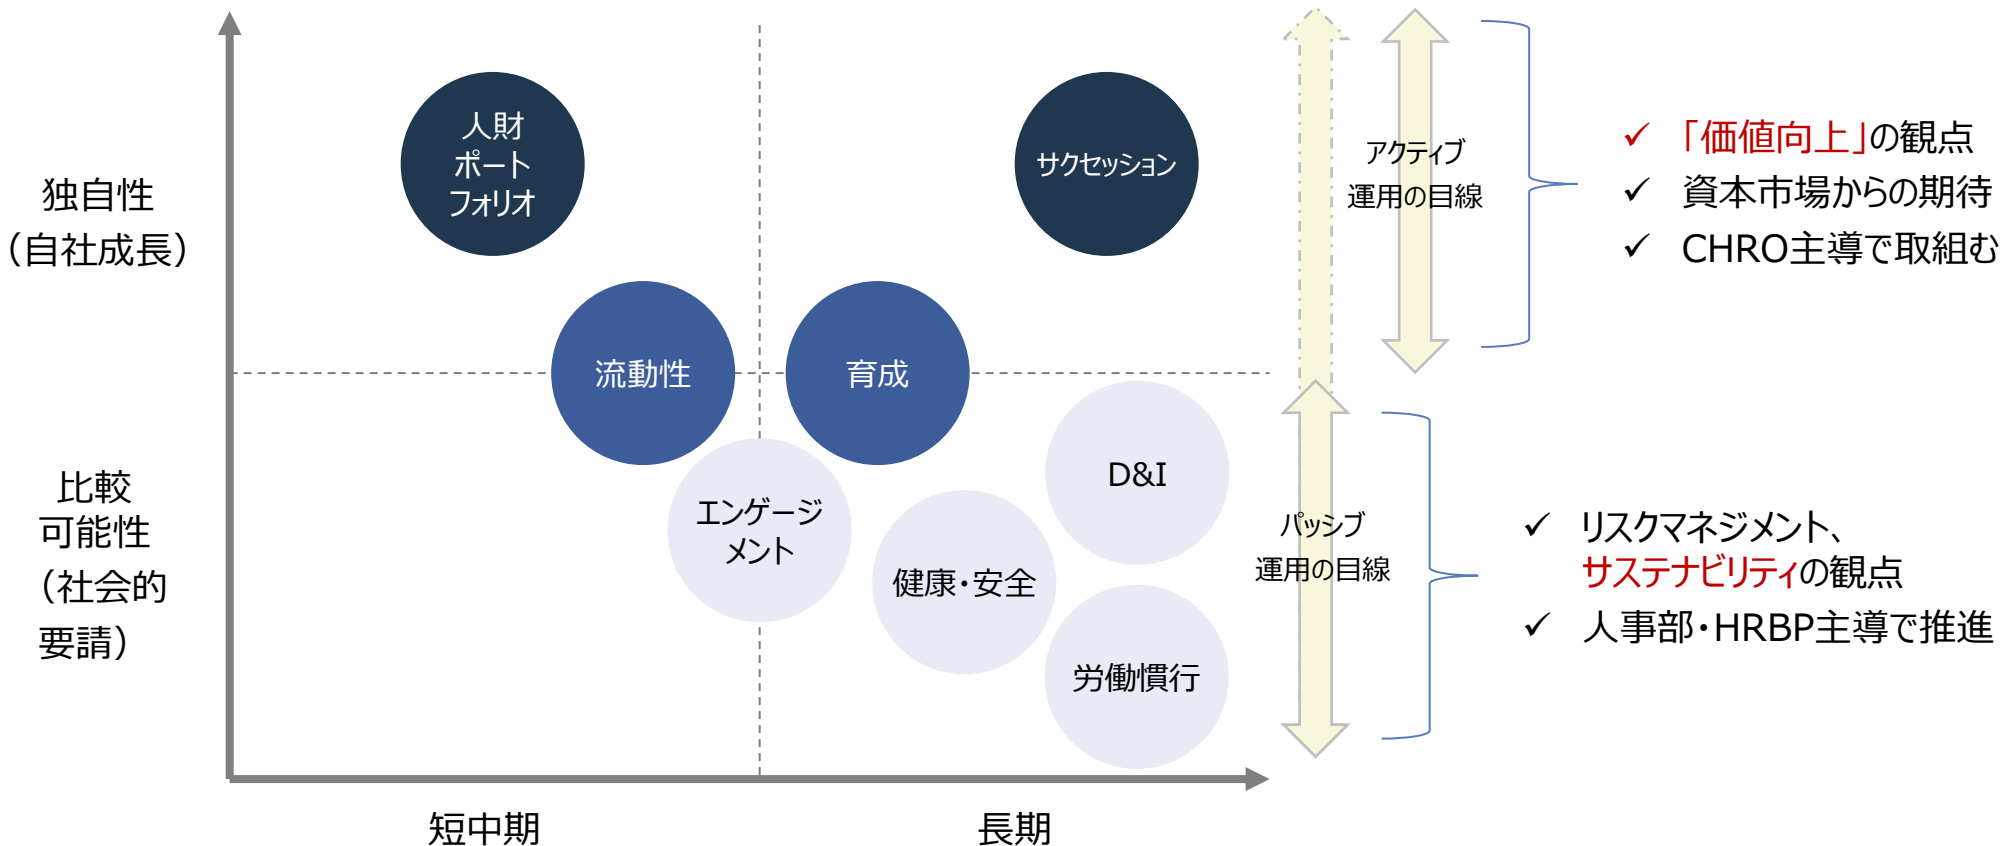 独自性
（自社成長）
比較
可能性
（社会的
要請）
人財
ポート
フォリオ
サクセッション
流動性
育成
エンゲージ
メント
D&I
健康・安全
労働慣行
短中期
長期
アクティブ
運用の目線
パッシブ
運用の目線
✓ 「価値向上」の観点
✓ 資本市場からの期待
✓ CHRO主導で取組む
✓ リスクマネジメント、
サステナビリティの観点
✓ 人事部・HRBP主導で推進